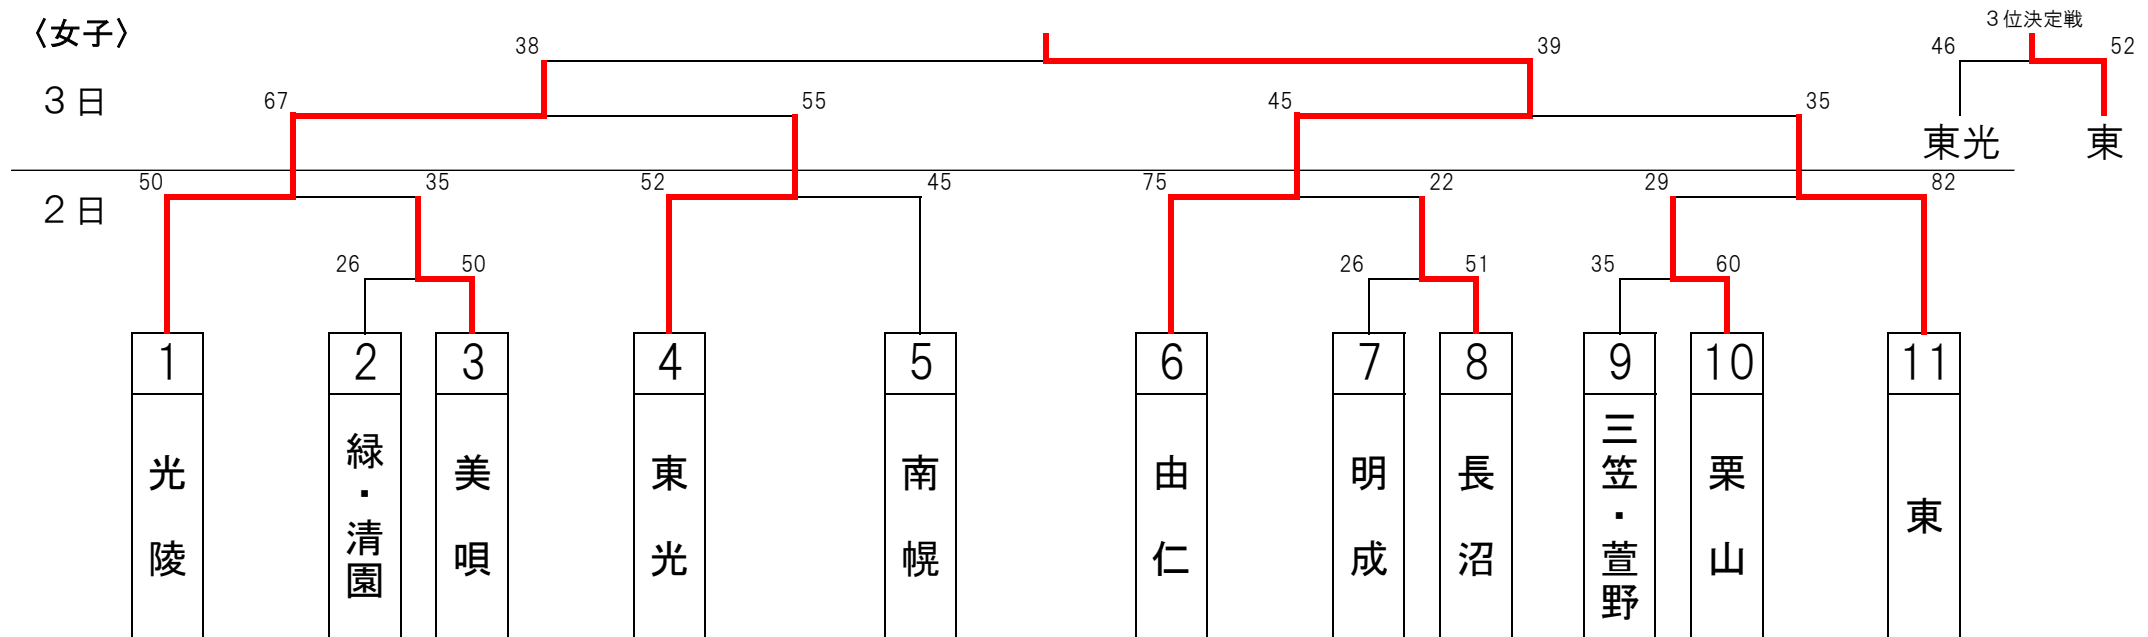 〈女子〉
3位決定戦
38
39
46
52
3日
67
55
45
35
東光
東
50
35
52
45
75
22
29
82
2日
26
50
26
51
35
60
1
2
3
4
5
6
7
8
9
10
11
光陵
緑・清園
美唄
東光
南幌
由仁
明成
長沼
三笠・萱野
栗山
東